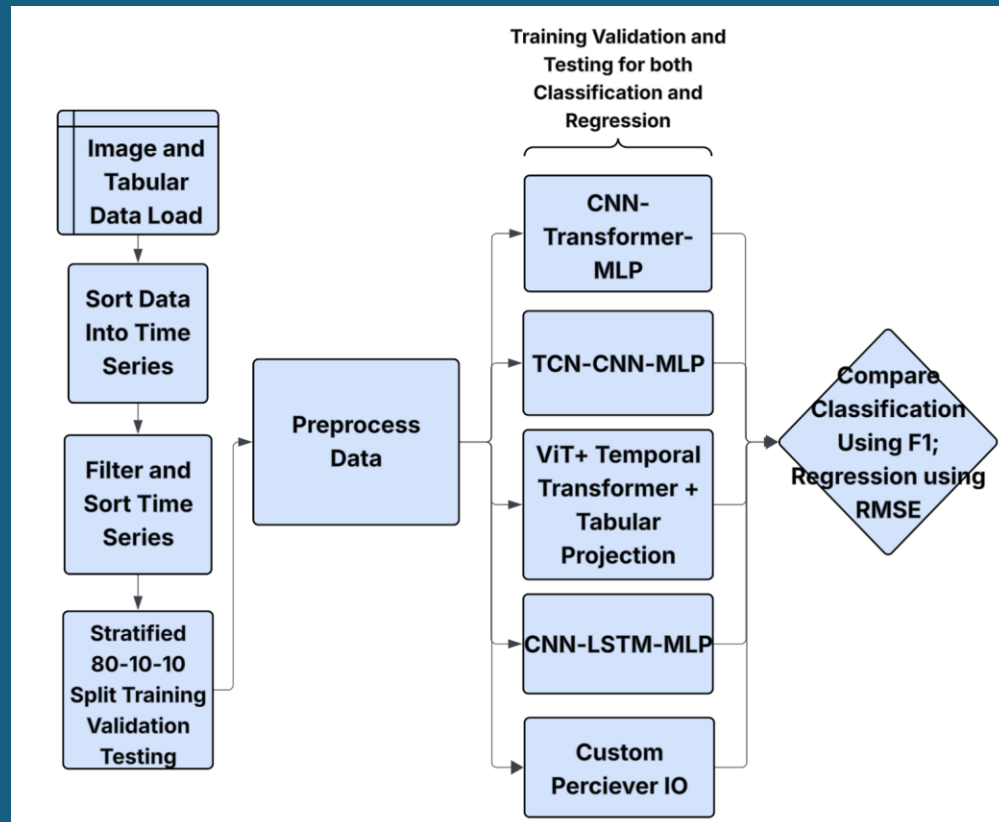 Training Validation and
Testing for both
Classification and
Regression
Image and
Tabular
Data Load
Sort Data
Into Time
Series
Filter and
Sort Time
Series
Stratified
80-10-10
Split Training
Validation
Testing
Preprocess
Data
CNN-
Transformer-
MLP
TCN-CNN-MLP
ViT+ Temporal
Transformer +
Tabular
Projection
CNN-LSTM-MLP
Custom
Perciever IO
Compare
Classification
Using F1;
Regression using
RMSE